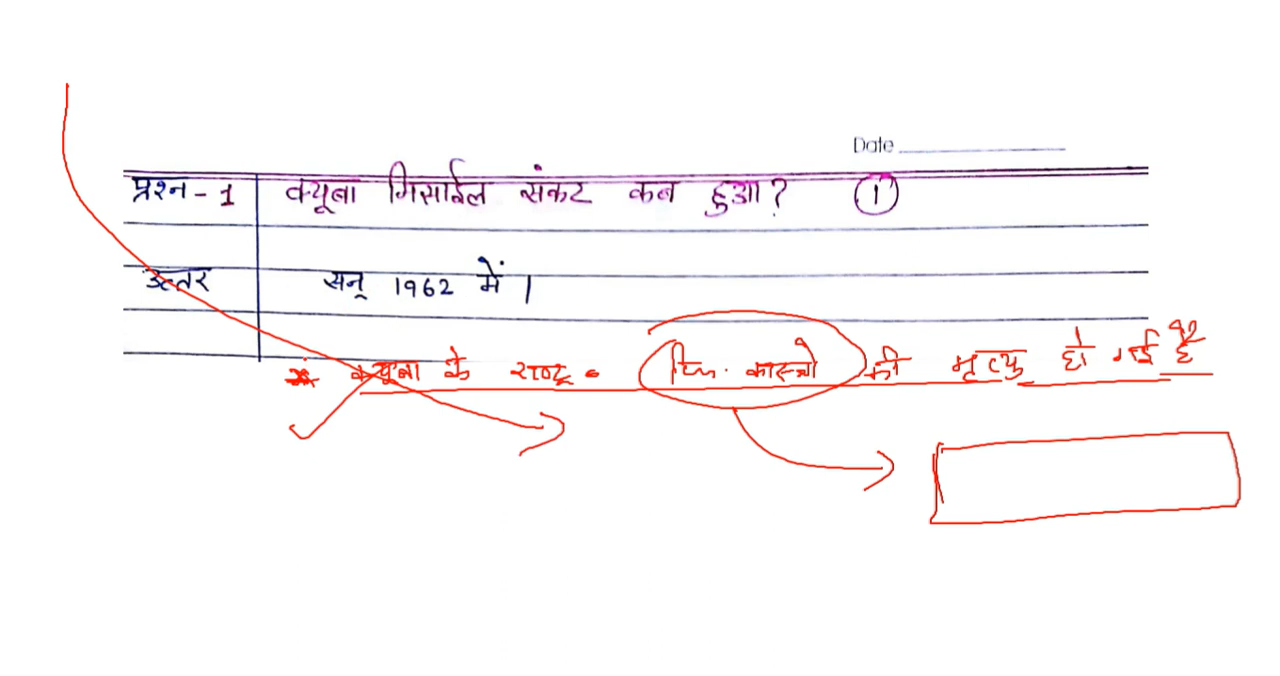 Date
प्रश्न - 1 क्यूबा मिसाईल संकट कब हुआ? 1
उत्तर सन् 1962 में ।
* क्यूबा के राष्ट्र॰ फि. कास्त्रो की मृत्यु हो गई है